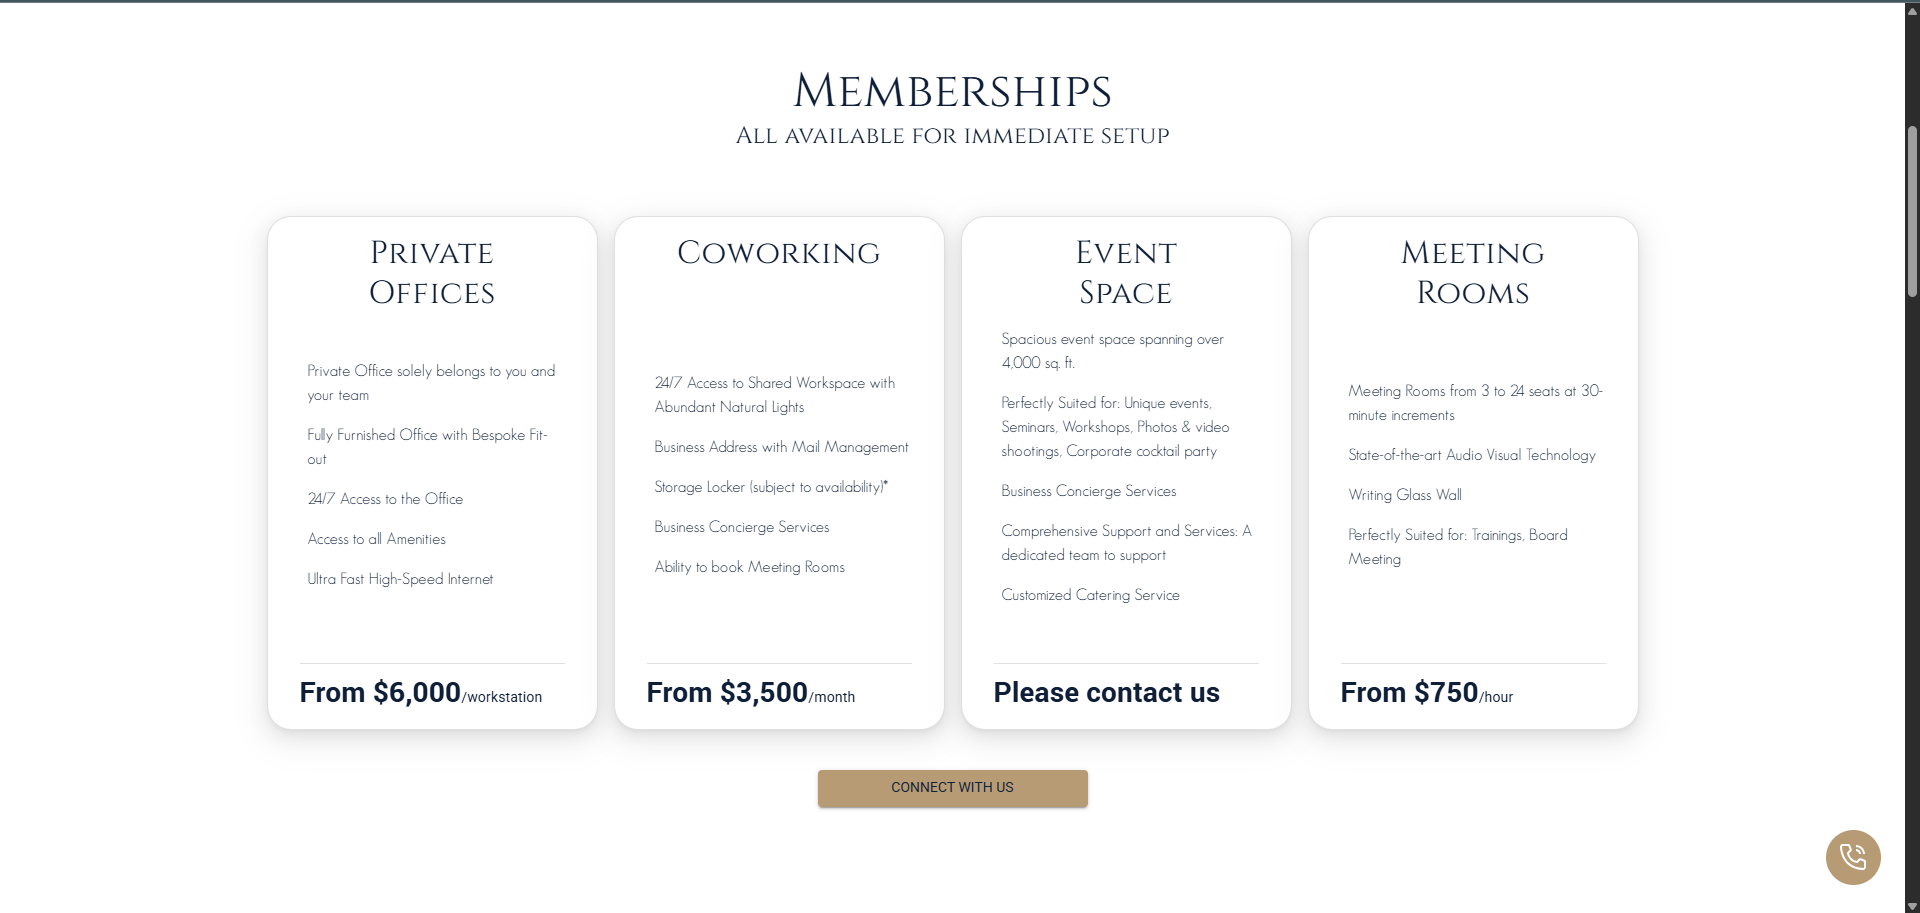 Memberships
All available for immediate setup
Private
Offices
Private Office solely belongs to you and
your team
Fully Furnished Office with Bespoke Fit-
out
24/7 Access to the Office
Access to all Amenities
Ultra Fast High-Speed Internet
From $6,000/workstation
Coworking
24/7 Access to Shared Workspace with
Abundant Natural Lights
Business Address with Mail Management
Storage Locker (subject to availability)*
Business Concierge Services
Ability to book Meeting Rooms
From $3,500/month
Event
Space
Spacious event space spanning over
4,000 sq. ft.
Perfectly Suited for: Unique events,
Seminars, Workshops, Photos & video
shootings, Corporate cocktail party
Business Concierge Services
Comprehensive Support and Services: A
dedicated team to support
Customized Catering Service
Please contact us
Meeting
Rooms
Meeting Rooms from 3 to 24 seats at 30-
minute increments
State-of-the-art Audio Visual Technology
Writing Glass Wall
Perfectly Suited for: Trainings, Board
Meeting
From $750/hour
CONNECT WITH US